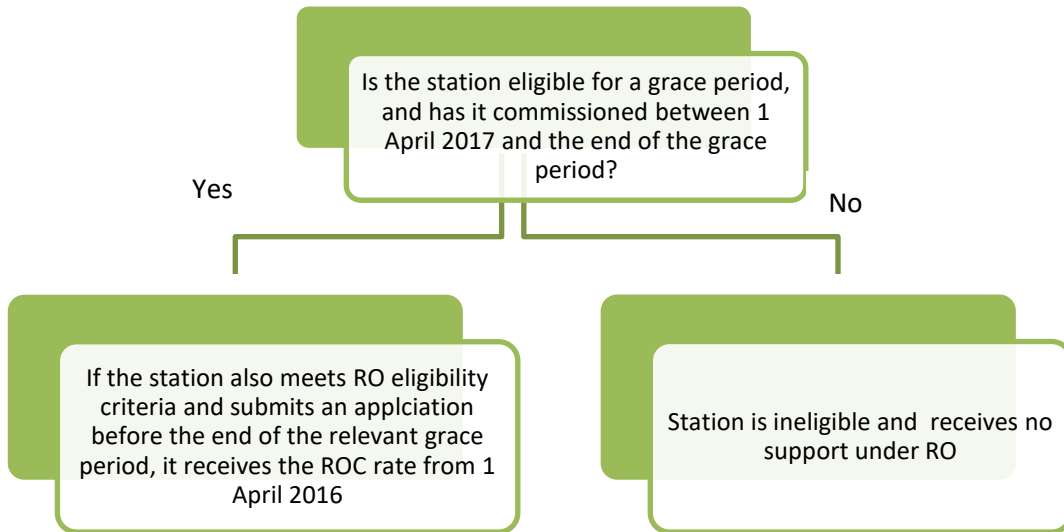 Is the station eligible for a grace period,
and has it commissioned between 1
April 2017 and the end of the grace
period?
Yes
No
If the station also meets RO eligibility
criteria and submits an applciation
before the end of the relevant grace
period, it receives the ROC rate from 1
April 2016
Station is ineligible and  receives no
support under RO